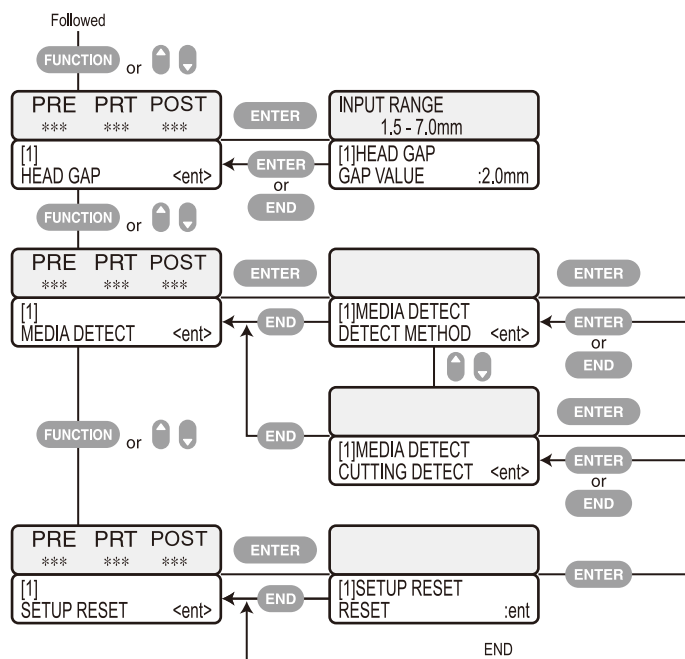 Followed
FUNCTION or
PRE PRT POST
*** *** ***
ENTER
INPUT RANGE
1.5 - 7.0mm
[1]
HEAD GAP <ent>
ENTER
or
END
[1]HEAD GAP
GAP VALUE :2.0mm
FUNCTION or
PRE PRT POST
*** *** ***
ENTER
ENTER
[1]
MEDIA DETECT <ent>
END
[1]MEDIA DETECT
DETECT METHOD <ent>
ENTER
or
END
ENTER
FUNCTION or
END
[1]MEDIA DETECT
CUTTING DETECT <ent>
ENTER
or
END
PRE PRT POST
*** *** ***
ENTER
ENTER
[1]
SETUP RESET <ent>
END
[1]SETUP RESET
RESET :ent
END